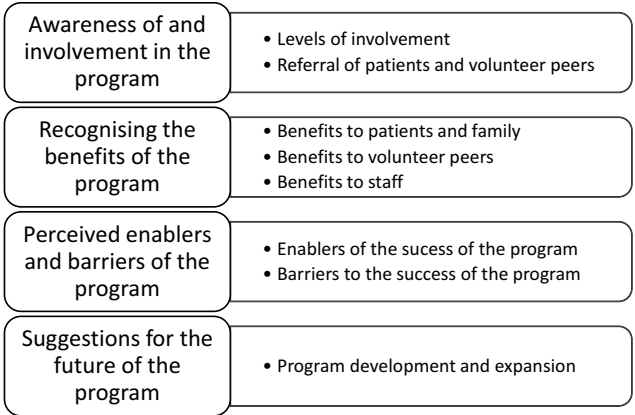 Awareness of and
involvement in the
program
• Levels of involvement
• Referral of patients and volunteer peers
Recognising the
benefits of the
program
• Benefits to patients and family
• Benefits to volunteer peers
• Benefits to staff
Perceived enablers
and barriers of the
program
• Enablers of the sucess of the program
• Barriers to the success of the program
Suggestions for the
future of the
program
• Program development and expansion